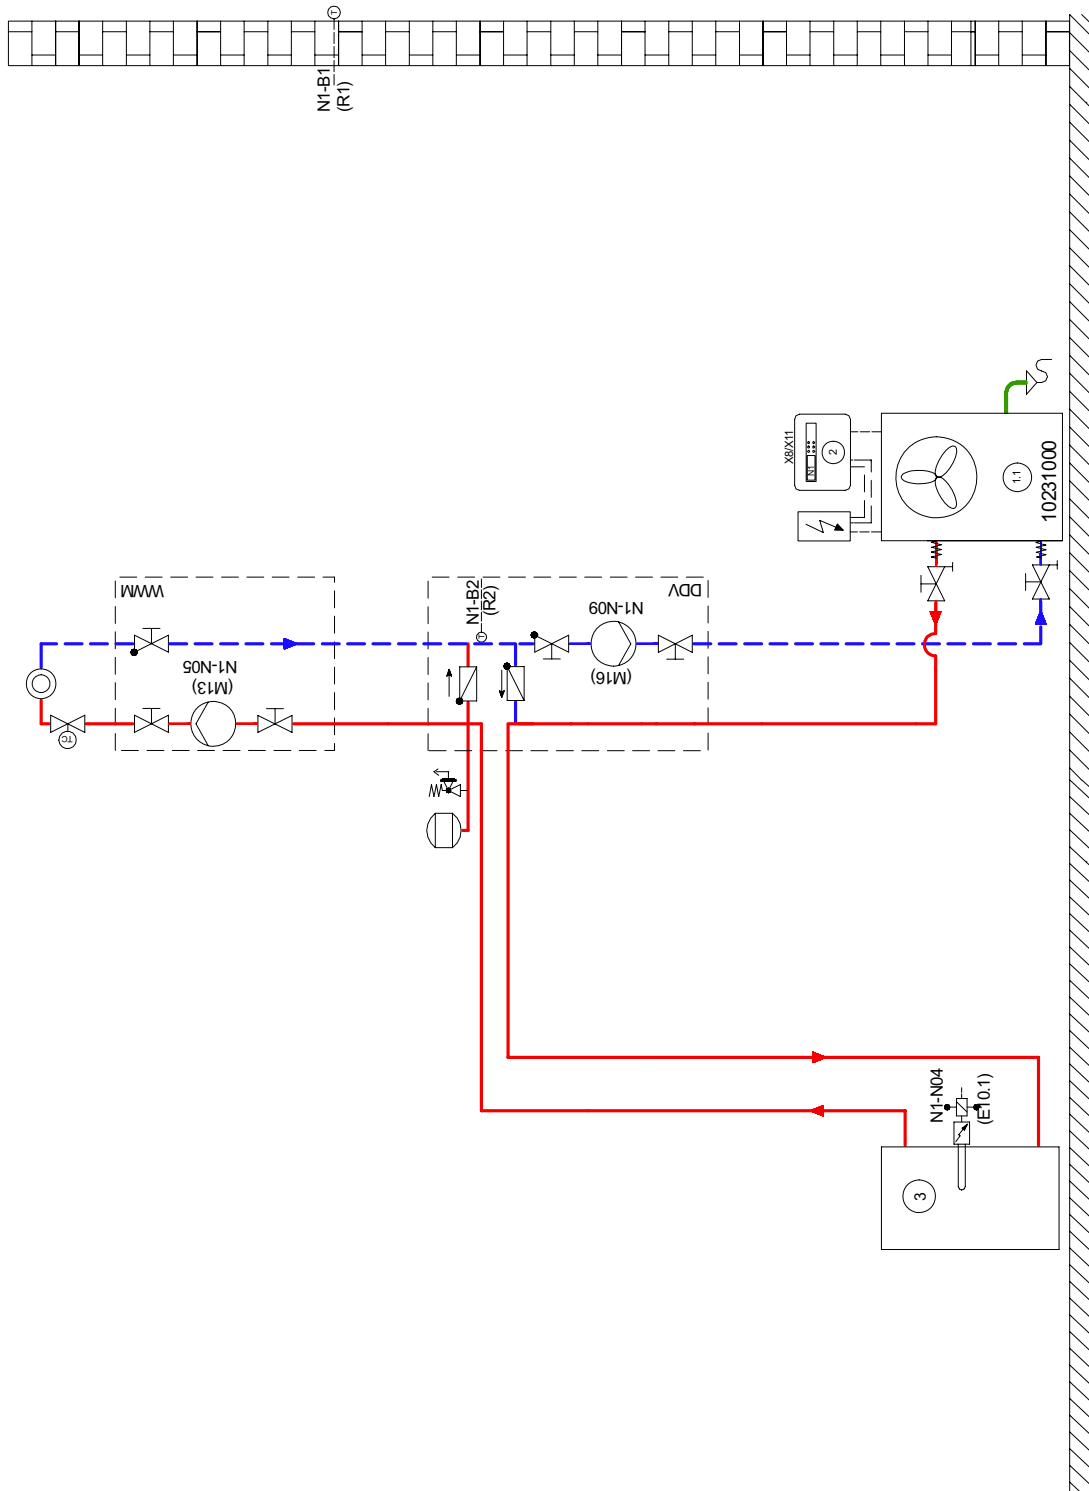 T
N1-B1
(R1)
WWM
N1-N05
(M13)
TC
N1-B2
(R2)
T
DDV
N1-N09
(M16)
X8/X11
N1
2
1.1
10231000
N1-N04
(E10.1)
3